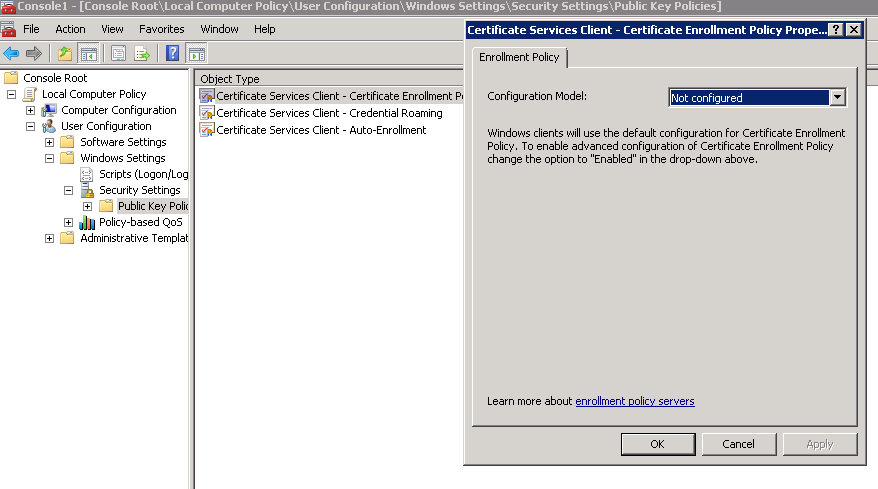 Console1 - [Console Root\Local Computer Policy\User Configuration\Windows Settings\Security Settings\Public Key Policies]
File Action View Favorites Window Help
Console Root
Local Computer Policy
Computer Configuration
User Configuration
Software Settings
Windows Settings
Scripts (Logon/Log
Security Settings
Public Key Polic
Policy-based QoS
Administrative Templat
Object Type
Certificate Services Client - Certificate Enrollment Po
Certificate Services Client - Credential Roaming
Certificate Services Client - Auto-Enrollment
Certificate Services Client - Certificate Enrollment Policy Prope...
Enrollment Policy
Configuration Model:
Not configured
Windows clients will use the default configuration for Certificate Enrollment
Policy. To enable advanced configuration of Certificate Enrollment Policy
change the option to "Enabled" in the drop-down above.
Learn more about enrollment policy servers
OK Cancel Apply